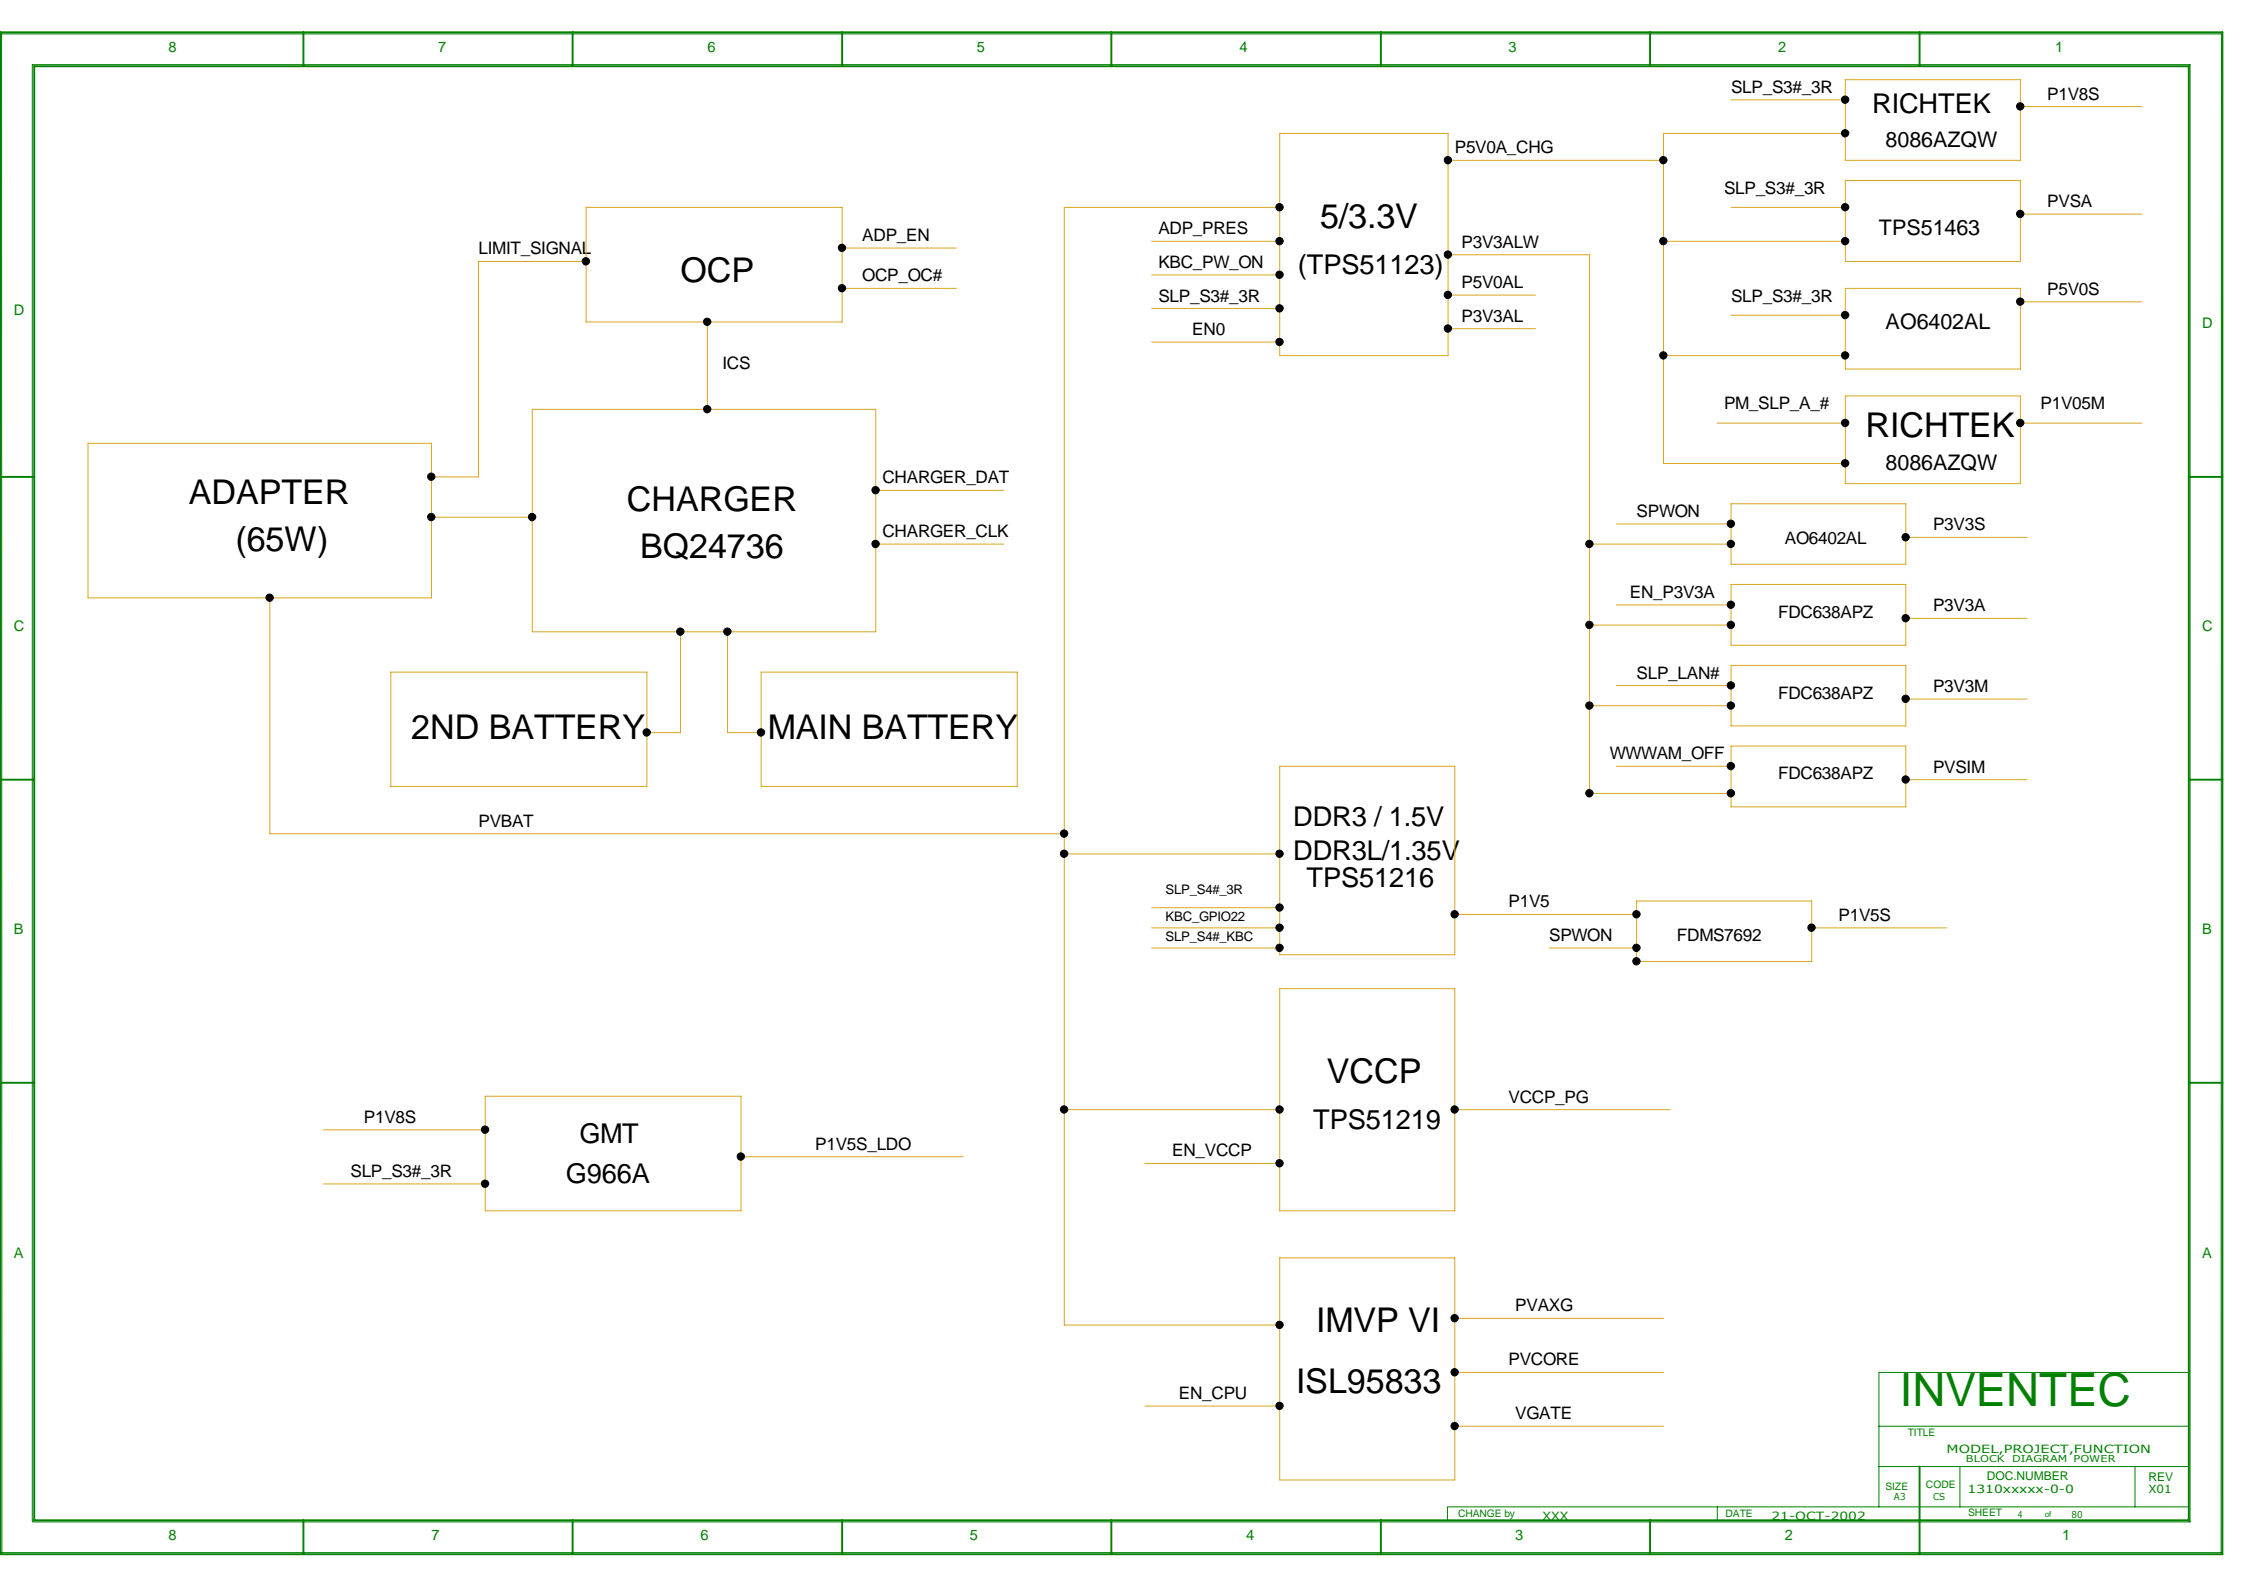 8 7 6 5 4 3 2 1
D
C
B
A
D
C
B
A
LIMIT_SIGNAL
OCP
ADP_EN
OCP_OC#
ICS
ADAPTER
(65W)
CHARGER
BQ24736
CHARGER_DAT
CHARGER_CLK
2ND BATTERY
MAIN BATTERY
PVBAT
P1V8S
SLP_S3#_3R
GMT
G966A
P1V5S_LDO
ADP_PRES
KBC_PW_ON
SLP_S3#_3R
EN0
5/3.3V
(TPS51123)
P5V0A_CHG
P3V3ALW
P5V0AL
P3V3AL
SLP_S3#_3R
RICHTEK
8086AZQW
P1V8S
SLP_S3#_3R
TPS51463
PVSA
SLP_S3#_3R
AO6402AL
P5V0S
PM_SLP_A_#
RICHTEK
8086AZQW
P1V05M
SPWON
AO6402AL
P3V3S
EN_P3V3A
FDC638APZ
P3V3A
SLP_LAN#
FDC638APZ
P3V3M
WWWAM_OFF
FDC638APZ
PVSIM
DDR3 / 1.5V
DDR3L/1.35V
TPS51216
SLP_S4#_3R
KBC_GPIO22
SLP_S4#_KBC
P1V5
SPWON
FDMS7692
P1V5S
VCCP
TPS51219
EN_VCCP
VCCP_PG
IMVP VI
ISL95833
EN_CPU
PVAXG
PVCORE
VGATE
INVENTEC
TITLE
MODEL,PROJECT,FUNCTION
BLOCK DIAGRAM POWER
SIZE
A3
CODE
CS
DOC.NUMBER
1310xxxxx-0-0
REV
X01
CHANGE by XXX
DATE 21-OCT-2002
SHEET 4 of 80
8 7 6 5 4 3 2 1